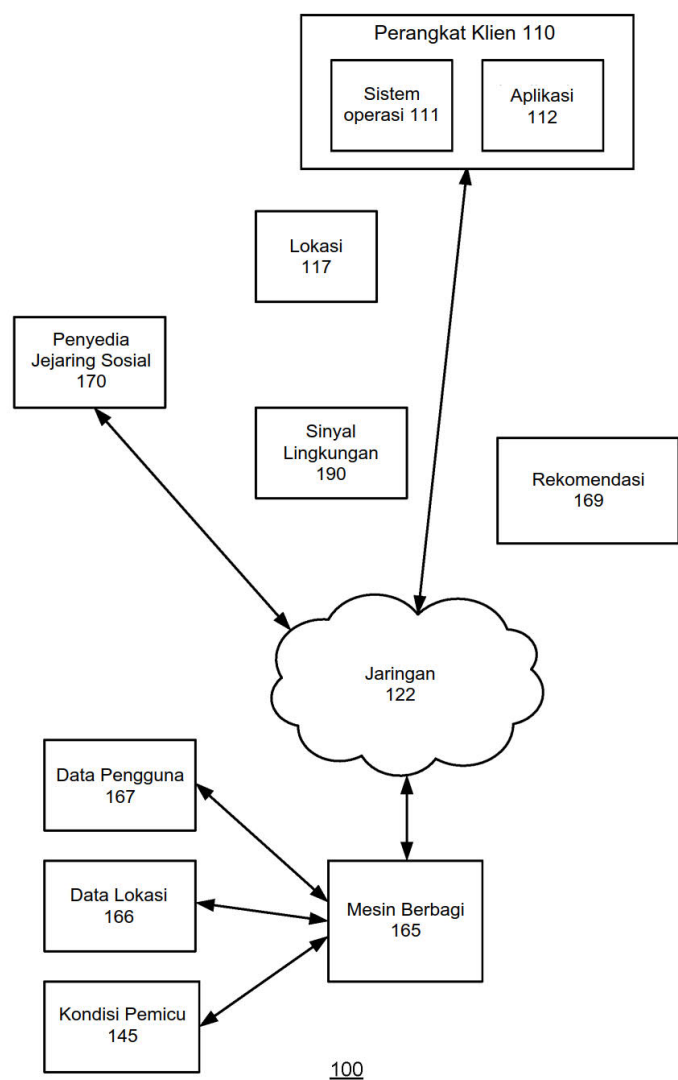 Perangkat Klien 110
Sistem
operasi 111
Aplikasi
112
Lokasi
117
Penyedia
Jejaring Sosial
170
Sinyal
Lingkungan
190
Rekomendasi
169
Jaringan
122
Data Pengguna
167
Data Lokasi
166
Mesin Berbagi
165
Kondisi Pemicu
145
100